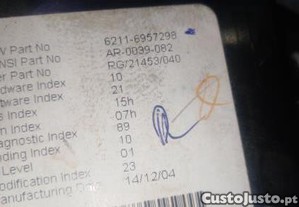 W Part No 6211-6957298
NSI Part No AR-0039-082
er Part No RG/21453/040
dware Index 10
tware Index 21
s Index 15h
n Index 07h
agnostic Index 89
ding Index 10
Level 01
odification Index 23
anufacturing 14/12/04
CustoJusto.pt